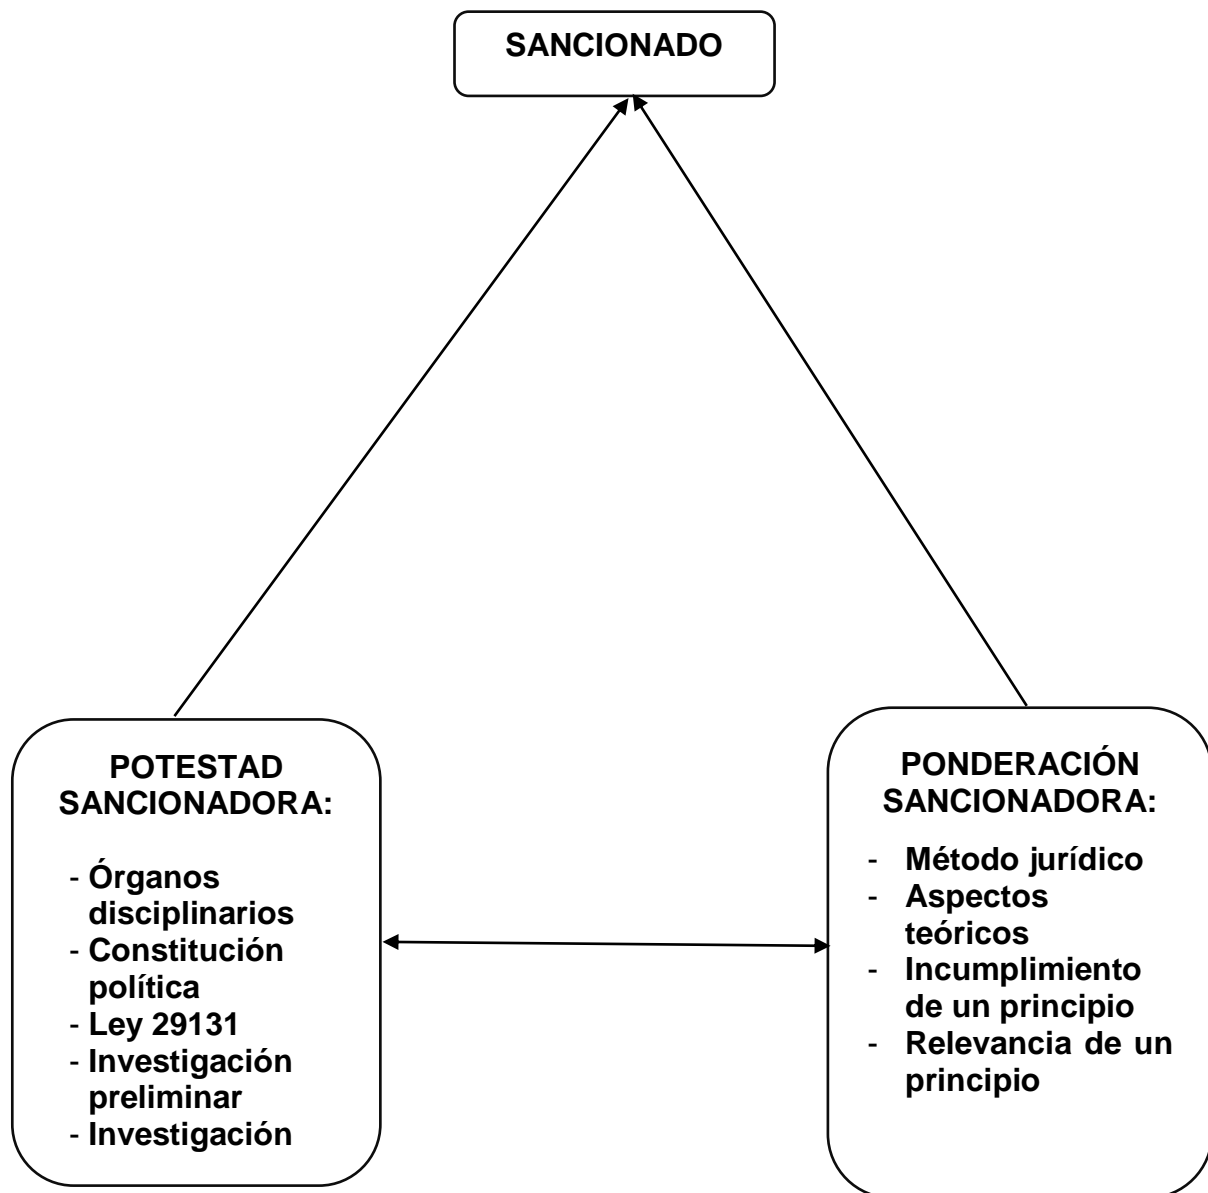 SANCIONADO
POTESTAD
SANCIONADORA:
- Órganos
disciplinarios
- Constitución
política
- Ley 29131
- Investigación
preliminar
- Investigación
PONDERACIÓN
SANCIONADORA:
- Método jurídico
- Aspectos
teóricos
- Incumplimiento
de un principio
- Relevancia de un
principio